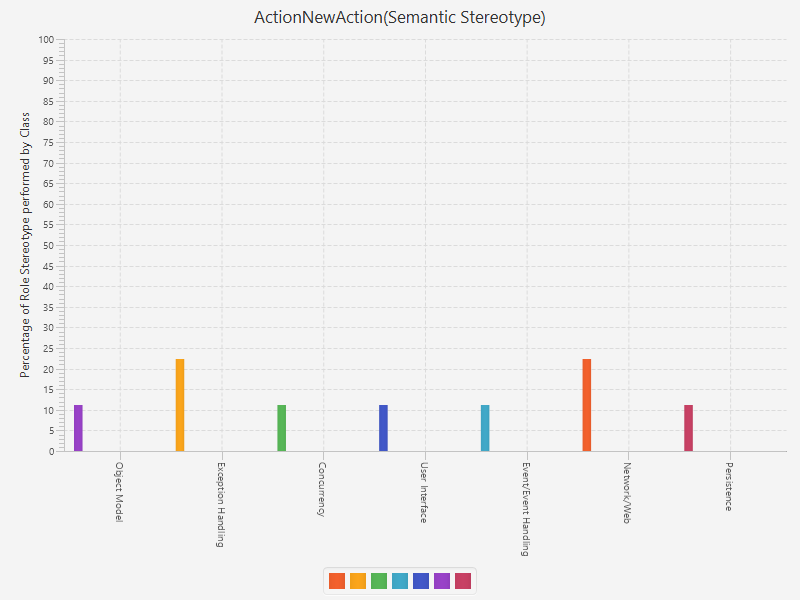 ActionNewAction(Semantic Stereotype)
Percentage of Role Stereotype performed by Class
100
95
90
85
80
75
70
65
60
55
50
45
40
35
30
25
20
15
10
5
0
Object Model
Exception Handling
Concurrency
User Interface
Event/Event Handling
Network/Web
Persistence